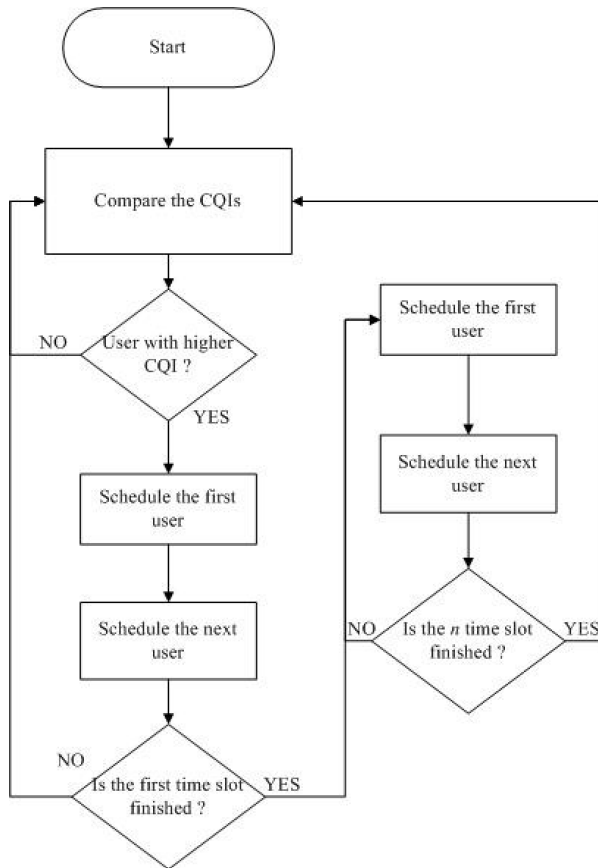 Start
Compare the CQIs
NO
User with higher
CQI ?
YES
Schedule the first
user
Schedule the next
user
NO
Is the first time slot
finished ?
YES
Schedule the first
user
Schedule the next
user
NO
Is the n time slot
finished ?
YES